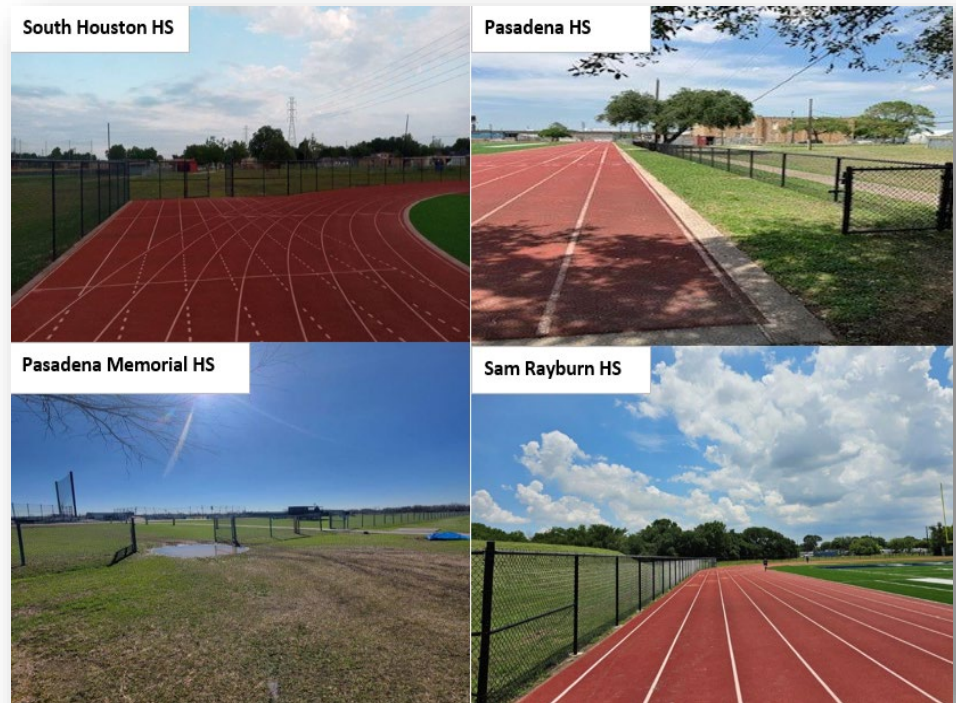 South Houston HS
Pasadena HS
Pasadena Memorial HS
Sam Rayburn HS